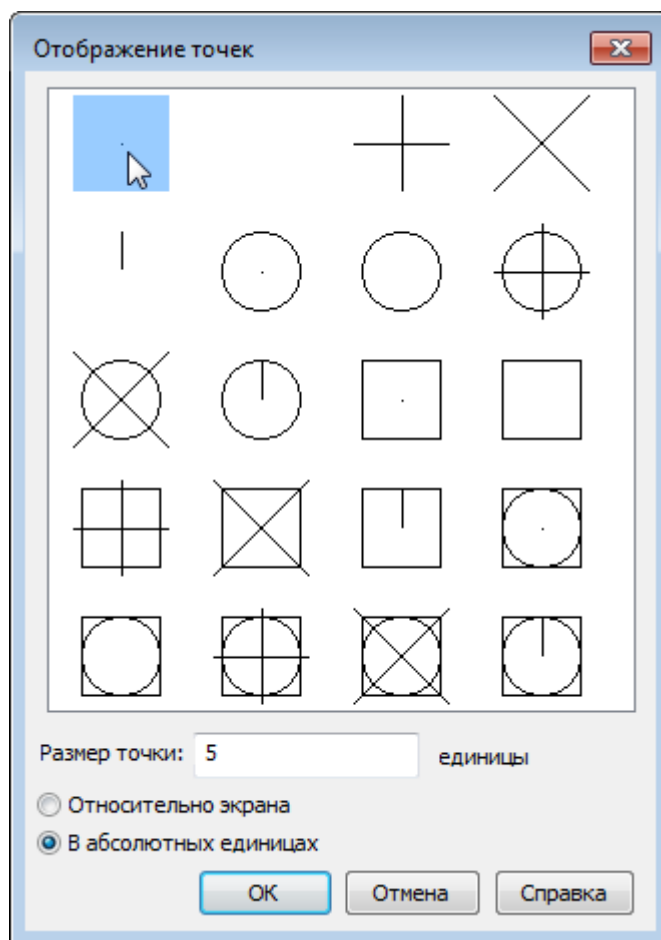 Отображение точек
Размер точки: 5 единицы
Относительно экрана
В абсолютных единицах
ОК Отмена Справка